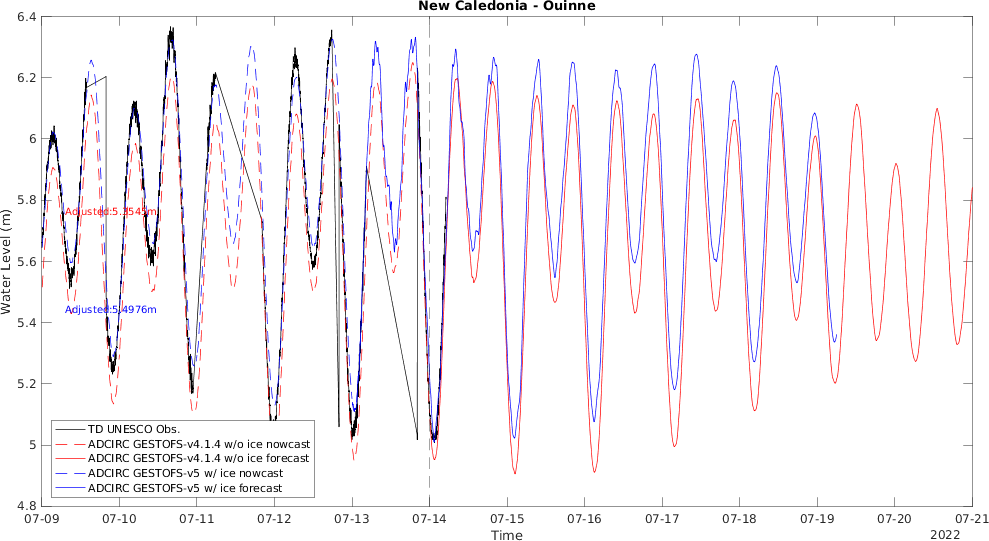 New Caledonia - Ouinne
6.4
6.2
6
5.8
5.6
5.4
5.2
5
4.8
Water Level (m)
Adjusted:5.3545m
Adjusted:5.4976m
TD UNESCO Obs.
ADCIRC GESTOFS-v4.1.4 w/o ice nowcast
ADCIRC GESTOFS-v4.1.4 w/o ice forecast
ADCIRC GESTOFS-v5 w/ ice nowcast
ADCIRC GESTOFS-v5 w/ ice forecast
07-09 07-10 07-11 07-12 07-13 07-14 07-15 07-16 07-17 07-18 07-19 07-20 07-21
Time
2022